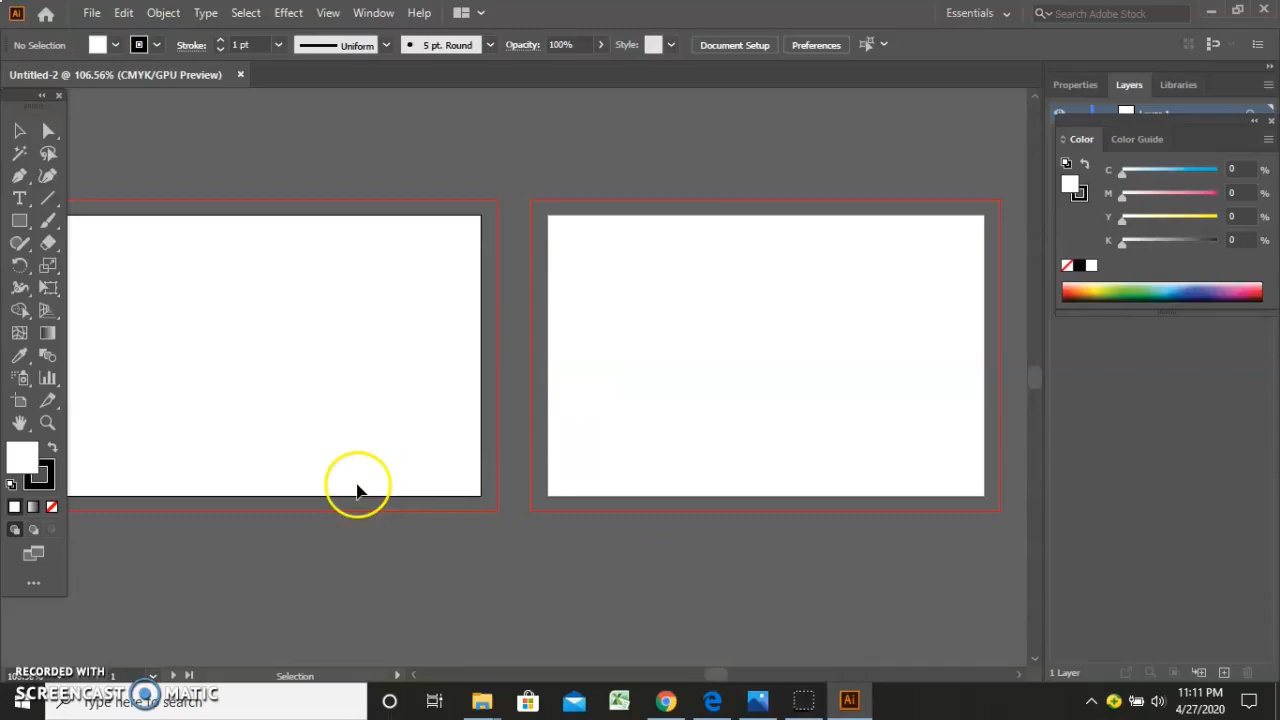 Ai File Edit Object Type Select Effect View Window Help Essentials Search Adobe Stock
No Selection Stroke: 1 pt Uniform 5 pt. Round Opacity: 100% Style: Document Setup Preferences
Untitled-2 @ 106.56% (CMYK/GPU Preview) Properties Layers Libraries
Color Color Guide
C 0 %
M 0 %
Y 0 %
K 0 %
1 Selection 1 Layer
RECORDED WITH
SCREENCAST MATIC
Type here to search
Ai
11:11 PM
4/27/2020